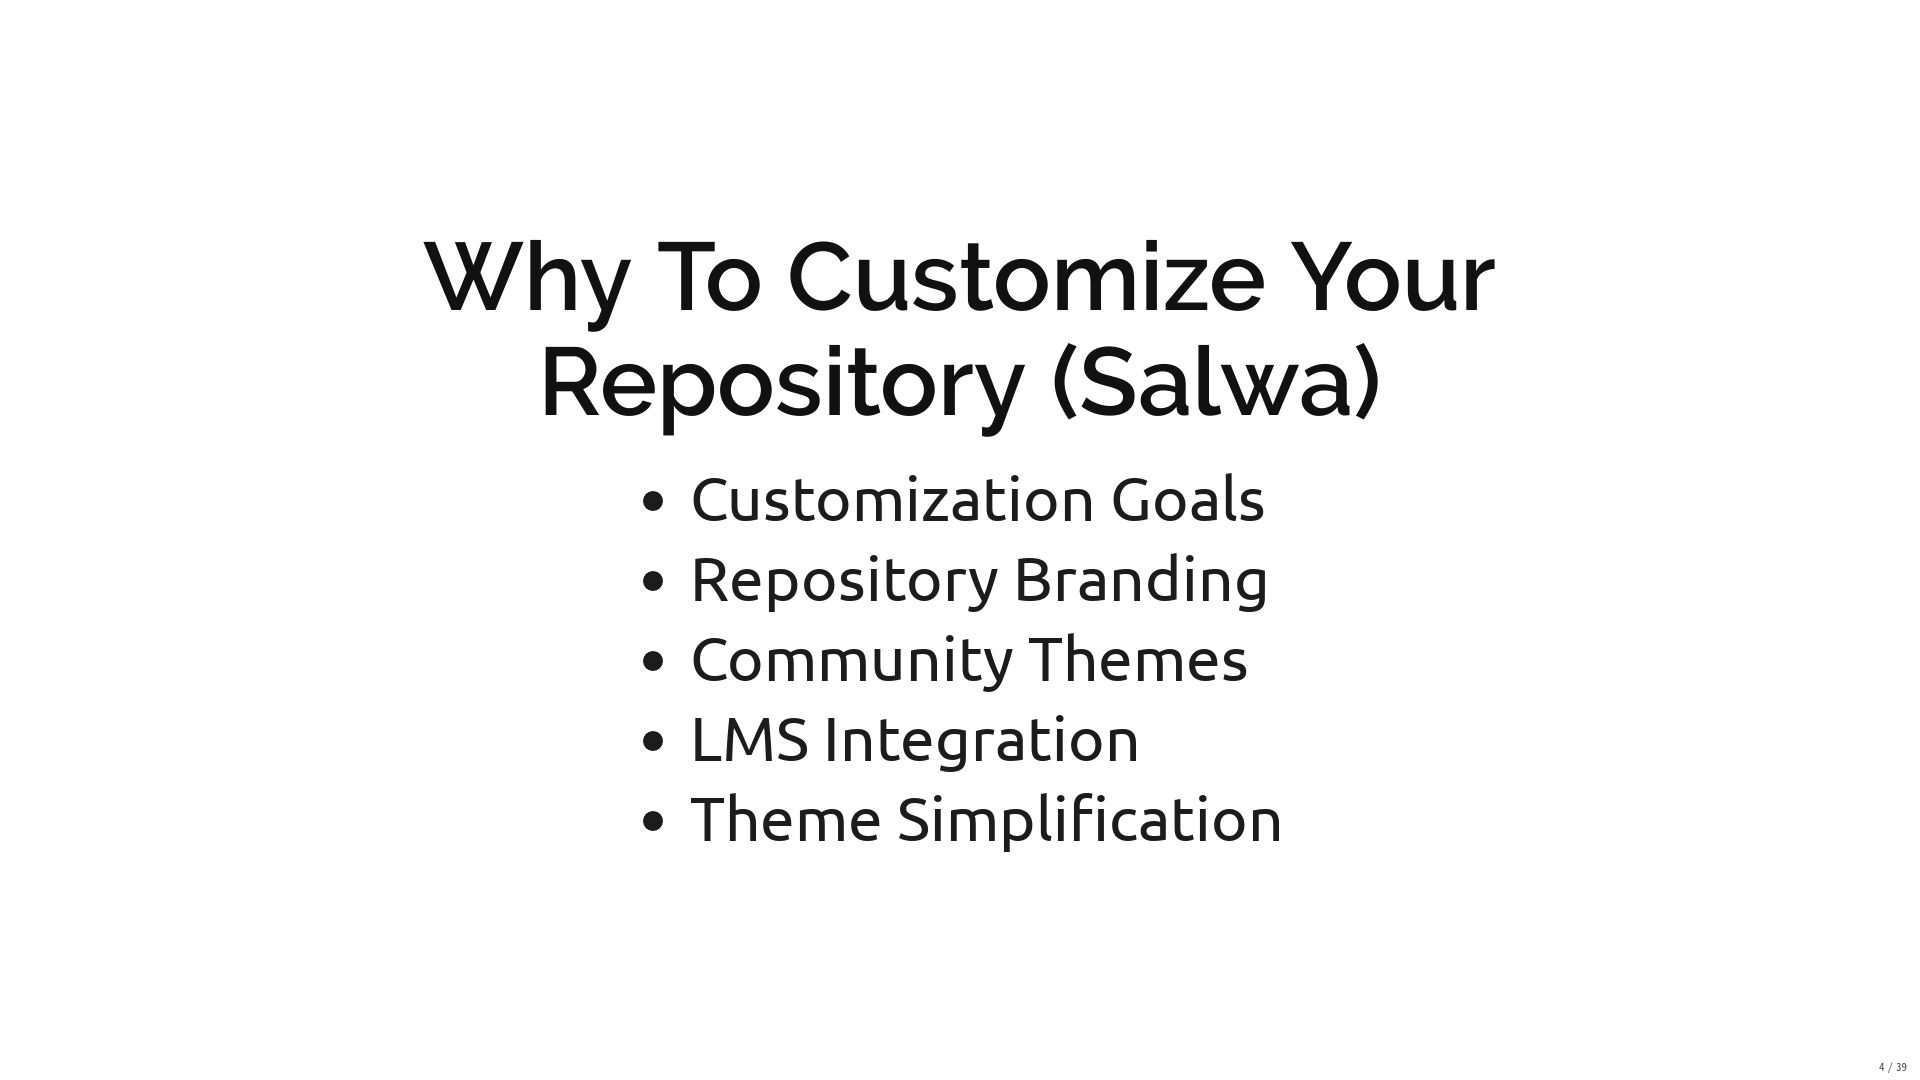 Why To Customize Your
Repository (Salwa)
• Customization Goals
• Repository Branding
• Community Themes
• LMS Integration
• Theme Simplification
4 / 39